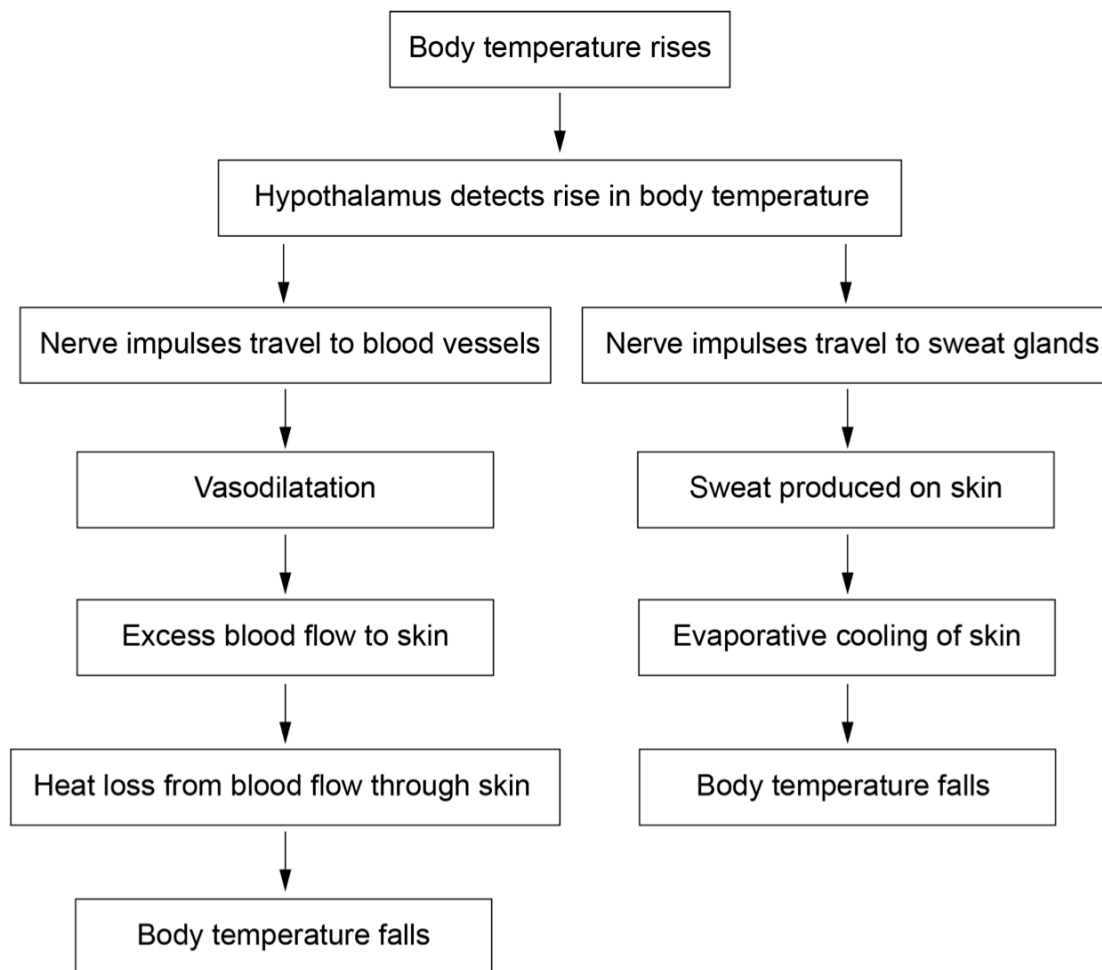 Body temperature rises
Hypothalamus detects rise in body temperature
Nerve impulses travel to blood vessels
Nerve impulses travel to sweat glands
Vasodilatation
Sweat produced on skin
Excess blood flow to skin
Evaporative cooling of skin
Heat loss from blood flow through skin
Body temperature falls
Body temperature falls